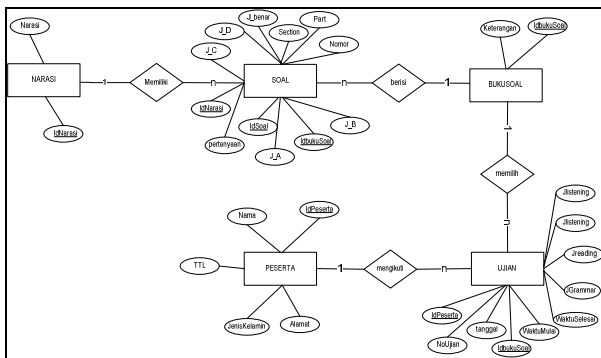 Narasi
NARASI
IdNarasi
1
Memiliki
n
J_benar
Part
J_D
Section
Nomor
J_C
SOAL
IdNarasi
pertanyaan
IdSoal
J_A
IdbukuSoal
J_B
n
berisi
1
Keterangan
IdbukuSoal
BUKUSOAL
1
memilih
n
Nama
IdPeserta
TTL
PESERTA
JenisKelamin
Alamat
1
mengikuti
n
UJIAN
Jlistening
Jlistening
Jreading
JGrammar
WaktuSelesai
IdPeserta
NoUjian
tanggal
IdbukuSoal
WaktuMulai